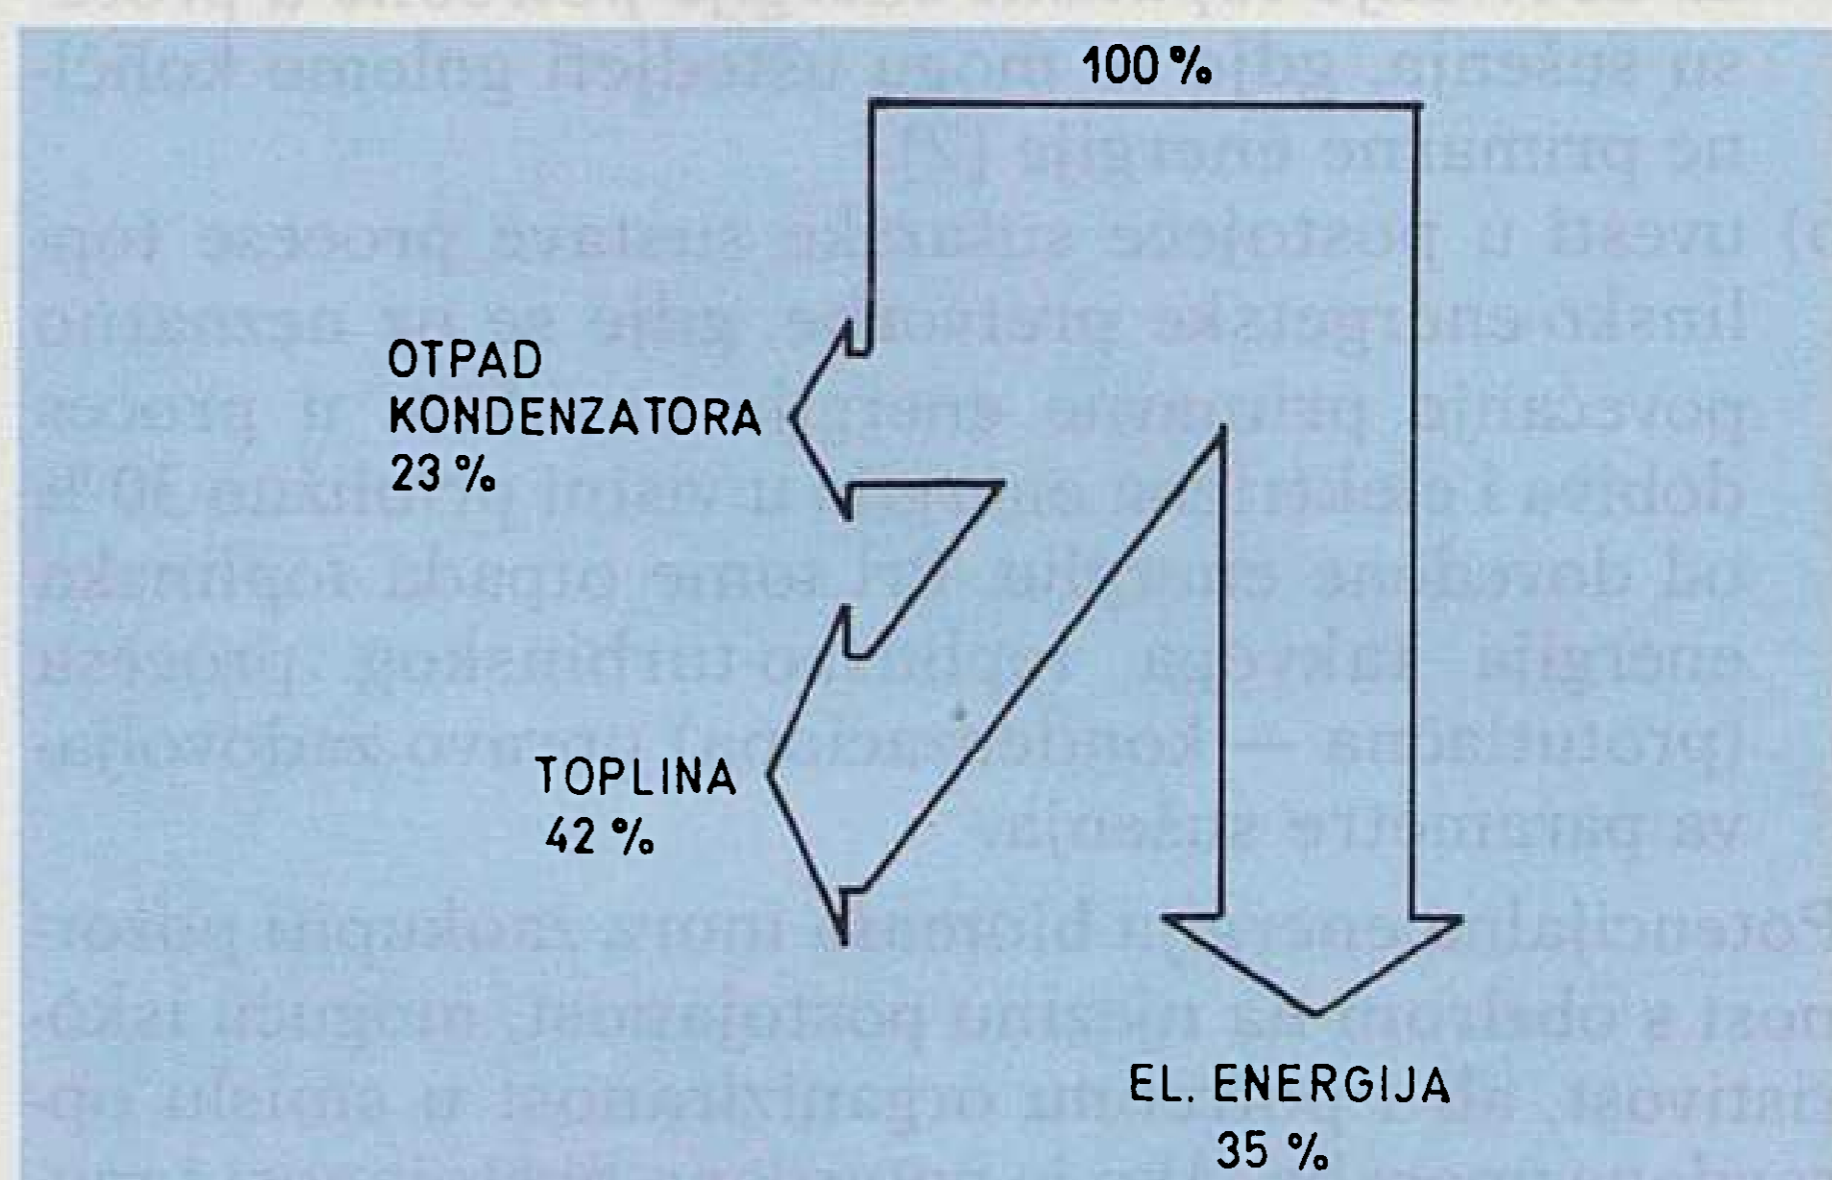 100 %
OTPAD
KONDENZATORA
23 %
TOPLINA
42 %
EL. ENERGIJA
35 %